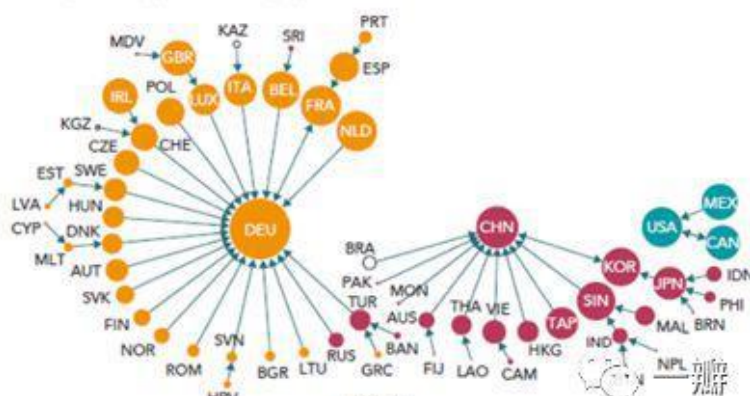 PRT
KAZ
SRI
MDV
GBR
ESP
POL
LUX
ITA
BEL
FRA
IRL
NLD
KGZ
CHE
CZE
EST
SWE
LVA
HUN
MEX
CYP
DNK
DEU
CHN
USA
CAN
MLT
BRA
AUT
KOR
PAK
JPN
IDN
SVK
MON
SIN
PHI
TUR
AUS
THA
VIE
FIN
TAP
MAL
BRN
NOR
SVN
RUS
BAN
HKG
IND
ROM
BGR
LTU
GRC
FIJ
LAO
CAM
NPL
一瓣